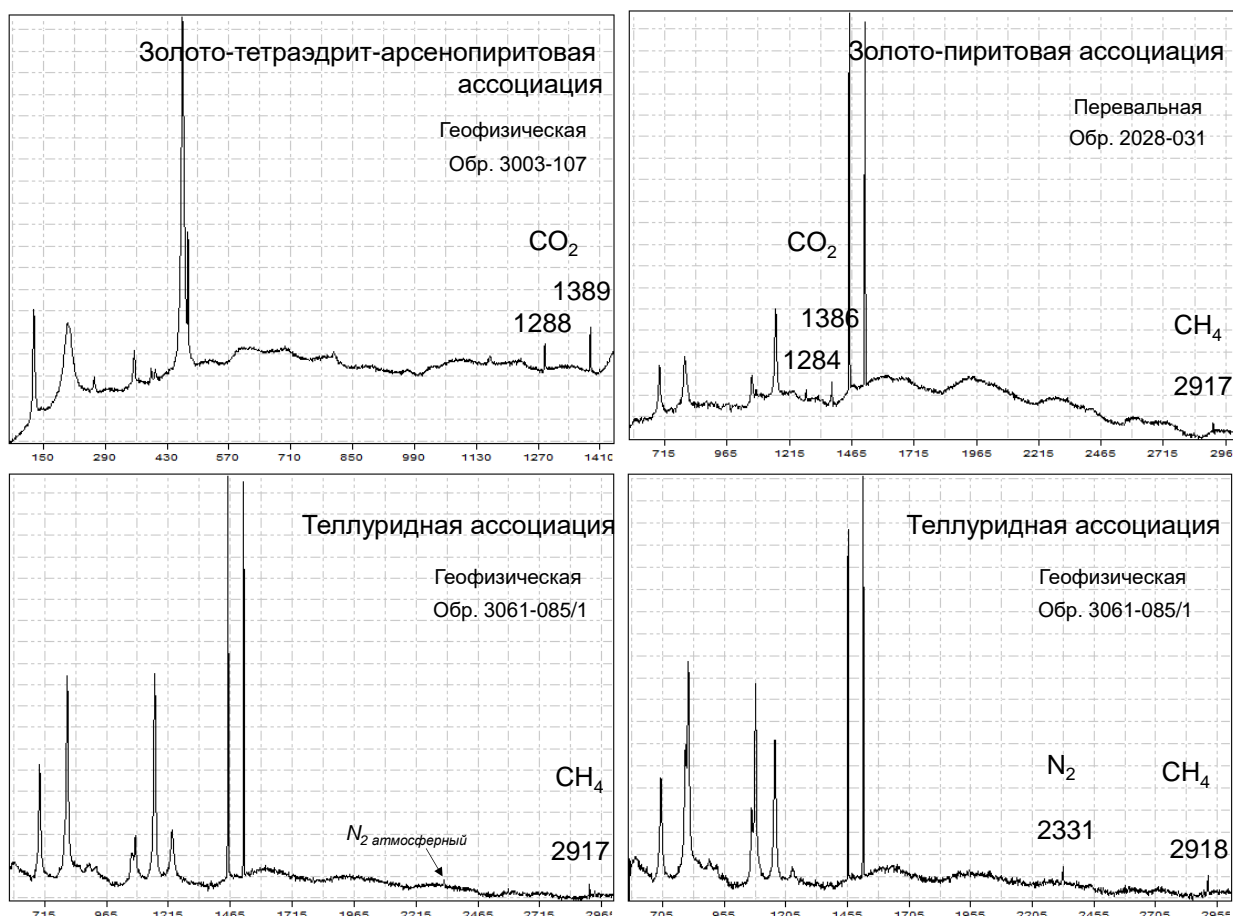 Золото-тетраэдрит-арсенопиритовая
ассоциация
Геофизическая
Обр. 3003-107
CO₂
1389
1288
150 290 430 570 710 850 990 1130 1270 1410
Золото-пиритовая ассоциация
Перевальная
Обр. 2028-031
CO₂
1386
1284
CH₄
2917
715 965 1215 1465 1715 1965 2215 2465 2715 296
Теллуридная ассоциация
Геофизическая
Обр. 3061-085/1
CH₄
N₂ атмосферный
2917
715 965 1215 1465 1715 1965 2215 2465 2715 2965
Теллуридная ассоциация
Геофизическая
Обр. 3061-085/1
N₂
CH₄
2331
2918
705 955 1205 1455 1705 1955 2205 2455 2705 2955